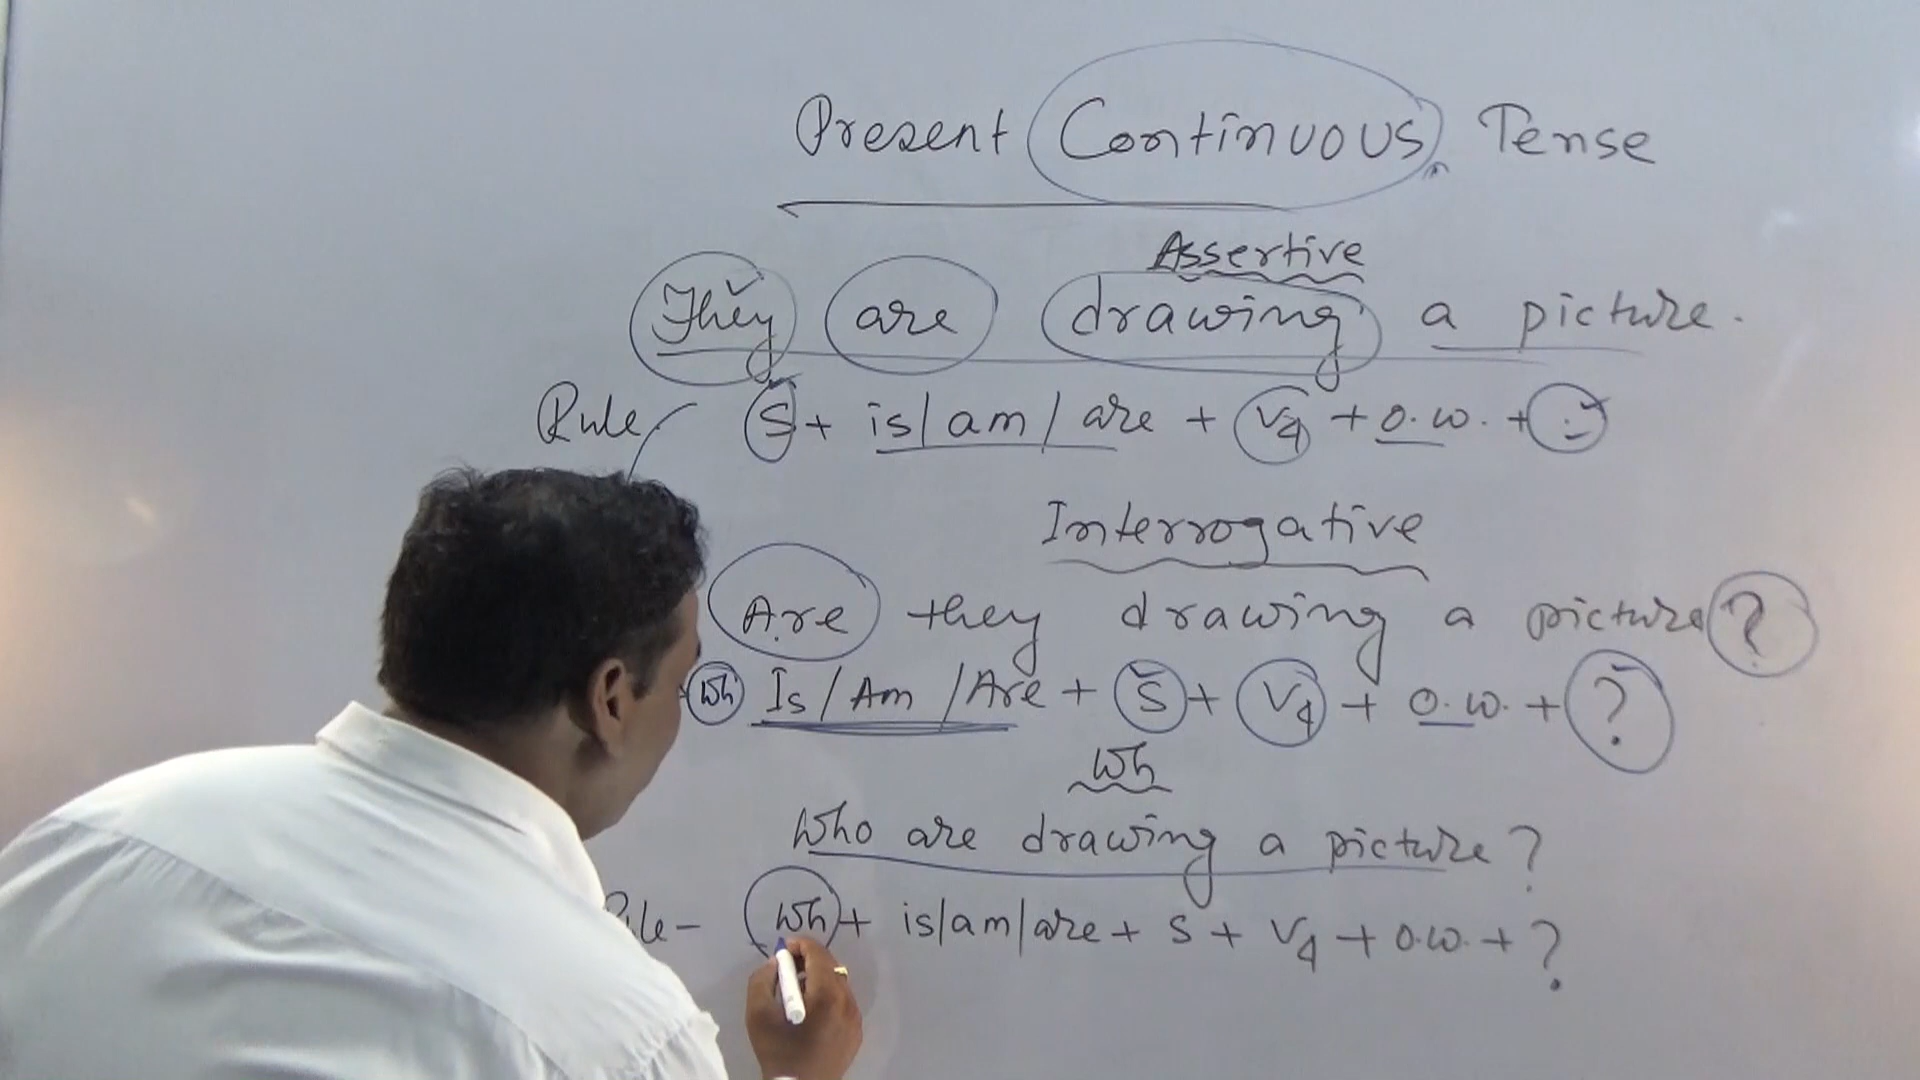 Present Continuous Tense
Assertive
They are drawing a picture.
Rule S + is/am/are + V4 + o.w. + .
Interrogative
Are they drawing a picture?
Wh Is/Am/Are + S + V4 + o.w. + ?
Wh
Who are drawing a picture?
Wh + is/am/are + S + V4 + o.w. + ?